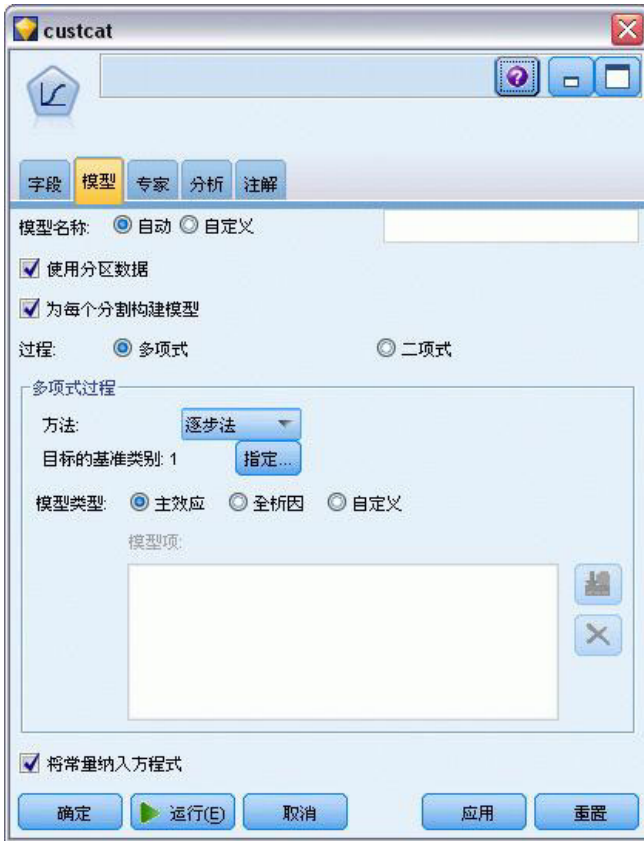 custcat
字段 模型 专家 分析 注解
模型名称: 自动 自定义
使用分区数据
为每个分割构建模型
过程: 多项式 二项式
多项式过程
方法: 逐步法
目标的基准类别: 1 指定...
模型类型: 主效应 全析因 自定义
模型项:
将常量纳入方程式
确定 运行(E) 取消 应用 重置